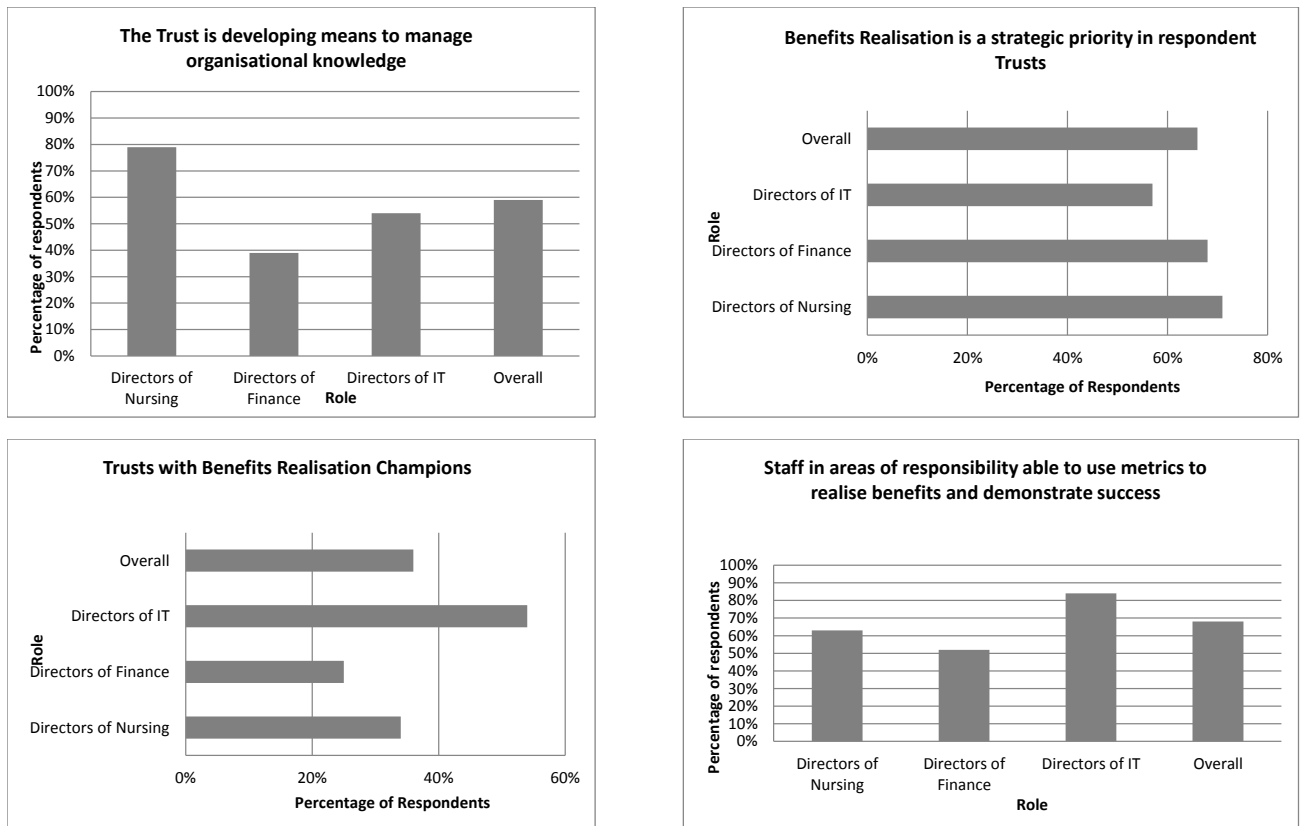 The Trust is developing means to manage
organisational knowledge
100%
90%
80%
70%
60%
50%
40%
30%
20%
10%
0%
Percentage of respondents
Directors of
Nursing
Directors of
Finance
Directors of IT
Overall
Role
Benefits Realisation is a strategic priority in respondent
Trusts
Overall
Directors of IT
Directors of Finance
Directors of Nursing
Role
0%
20%
40%
60%
80%
Percentage of Respondents
Trusts with Benefits Realisation Champions
Overall
Directors of IT
Directors of Finance
Directors of Nursing
Role
0%
20%
40%
60%
Percentage of Respondents
Staff in areas of responsibility able to use metrics to
realise benefits and demonstrate success
100%
90%
80%
70%
60%
50%
40%
30%
20%
10%
0%
Percentage of respondents
Directors of
Nursing
Directors of
Finance
Directors of IT
Overall
Role